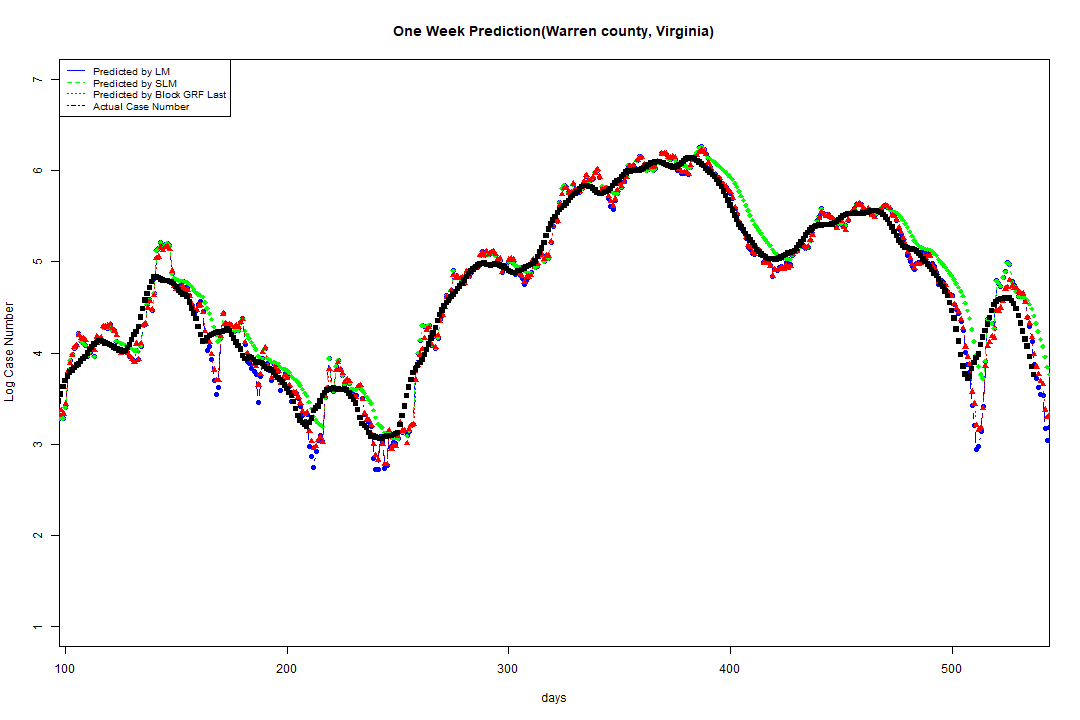 One Week Prediction(Warren county, Virginia)
Predicted by LM
Predicted by SLM
Predicted by Block GRF Last
Actual Case Number
7
6
5
4
3
2
1
Log Case Number
100 200 300 400 500
days